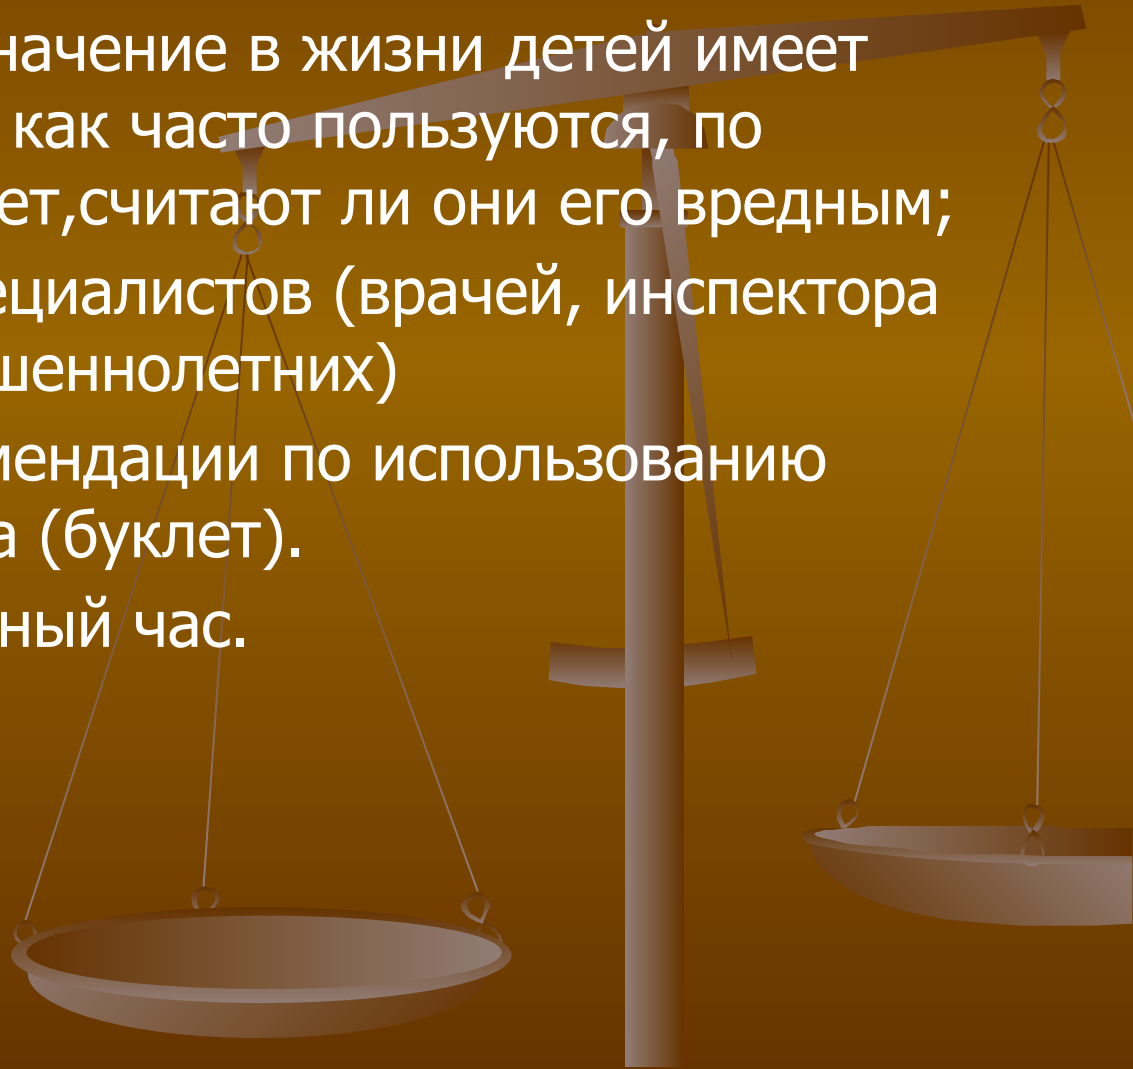 начение в жизни детей имеет
как часто пользуются, по
ет,считают ли они его вредным;
ециалистов (врачей, инспектора
шеннолетних)
мендации по использованию
а (буклет).
ный час.